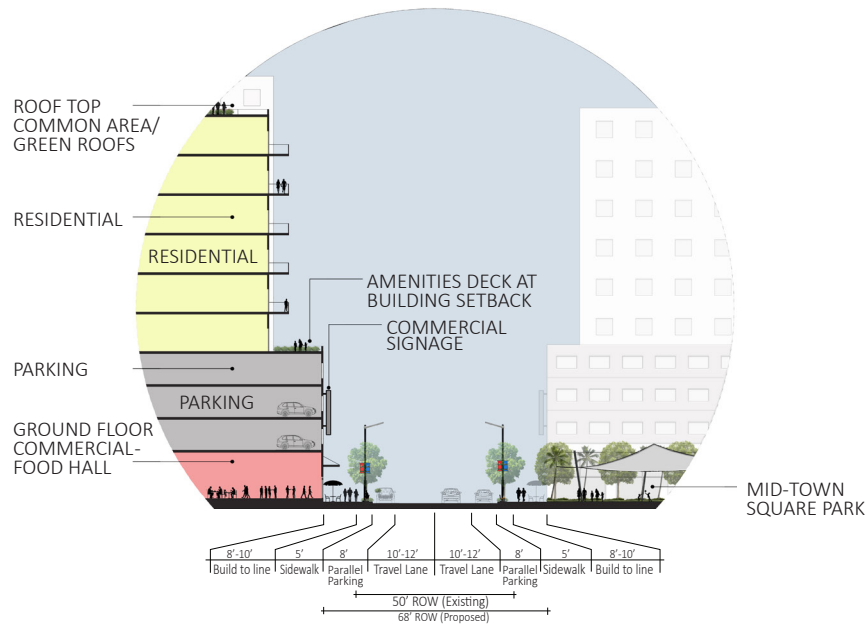 ROOF TOP
COMMON AREA/
GREEN ROOFS
RESIDENTIAL
RESIDENTIAL
AMENITIES DECK AT
BUILDING SETBACK
COMMERCIAL
SIGNAGE
PARKING
PARKING
GROUND FLOOR
COMMERCIAL-
FOOD HALL
MID-TOWN
SQUARE PARK
8'-10' 5' 8' 10'-12' 10'-12' 8' 5' 8'-10'
Build to line Sidewalk Parallel Parking Travel Lane Travel Lane Parallel Parking Sidewalk Build to line
50' ROW (Existing)
68' ROW (Proposed)